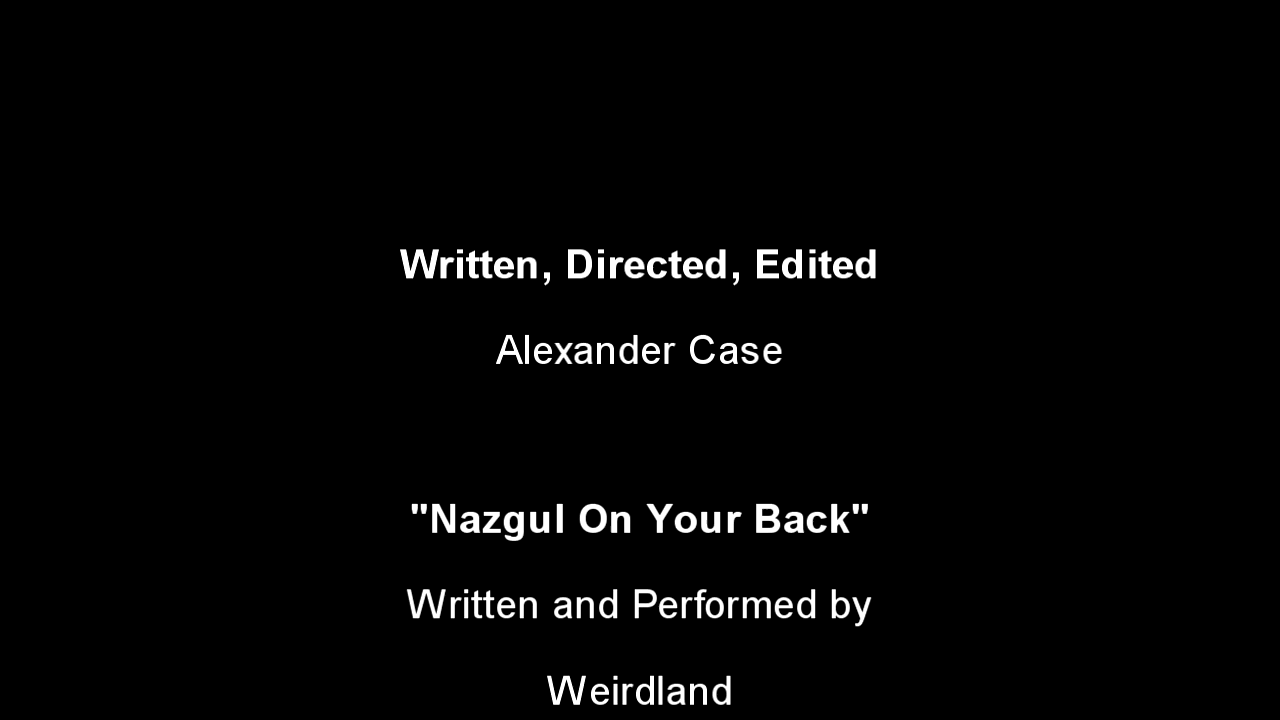 Written, Directed, Edited
Alexander Case
"Nazgul On Your Back"
Written and Performed by
Weirdland